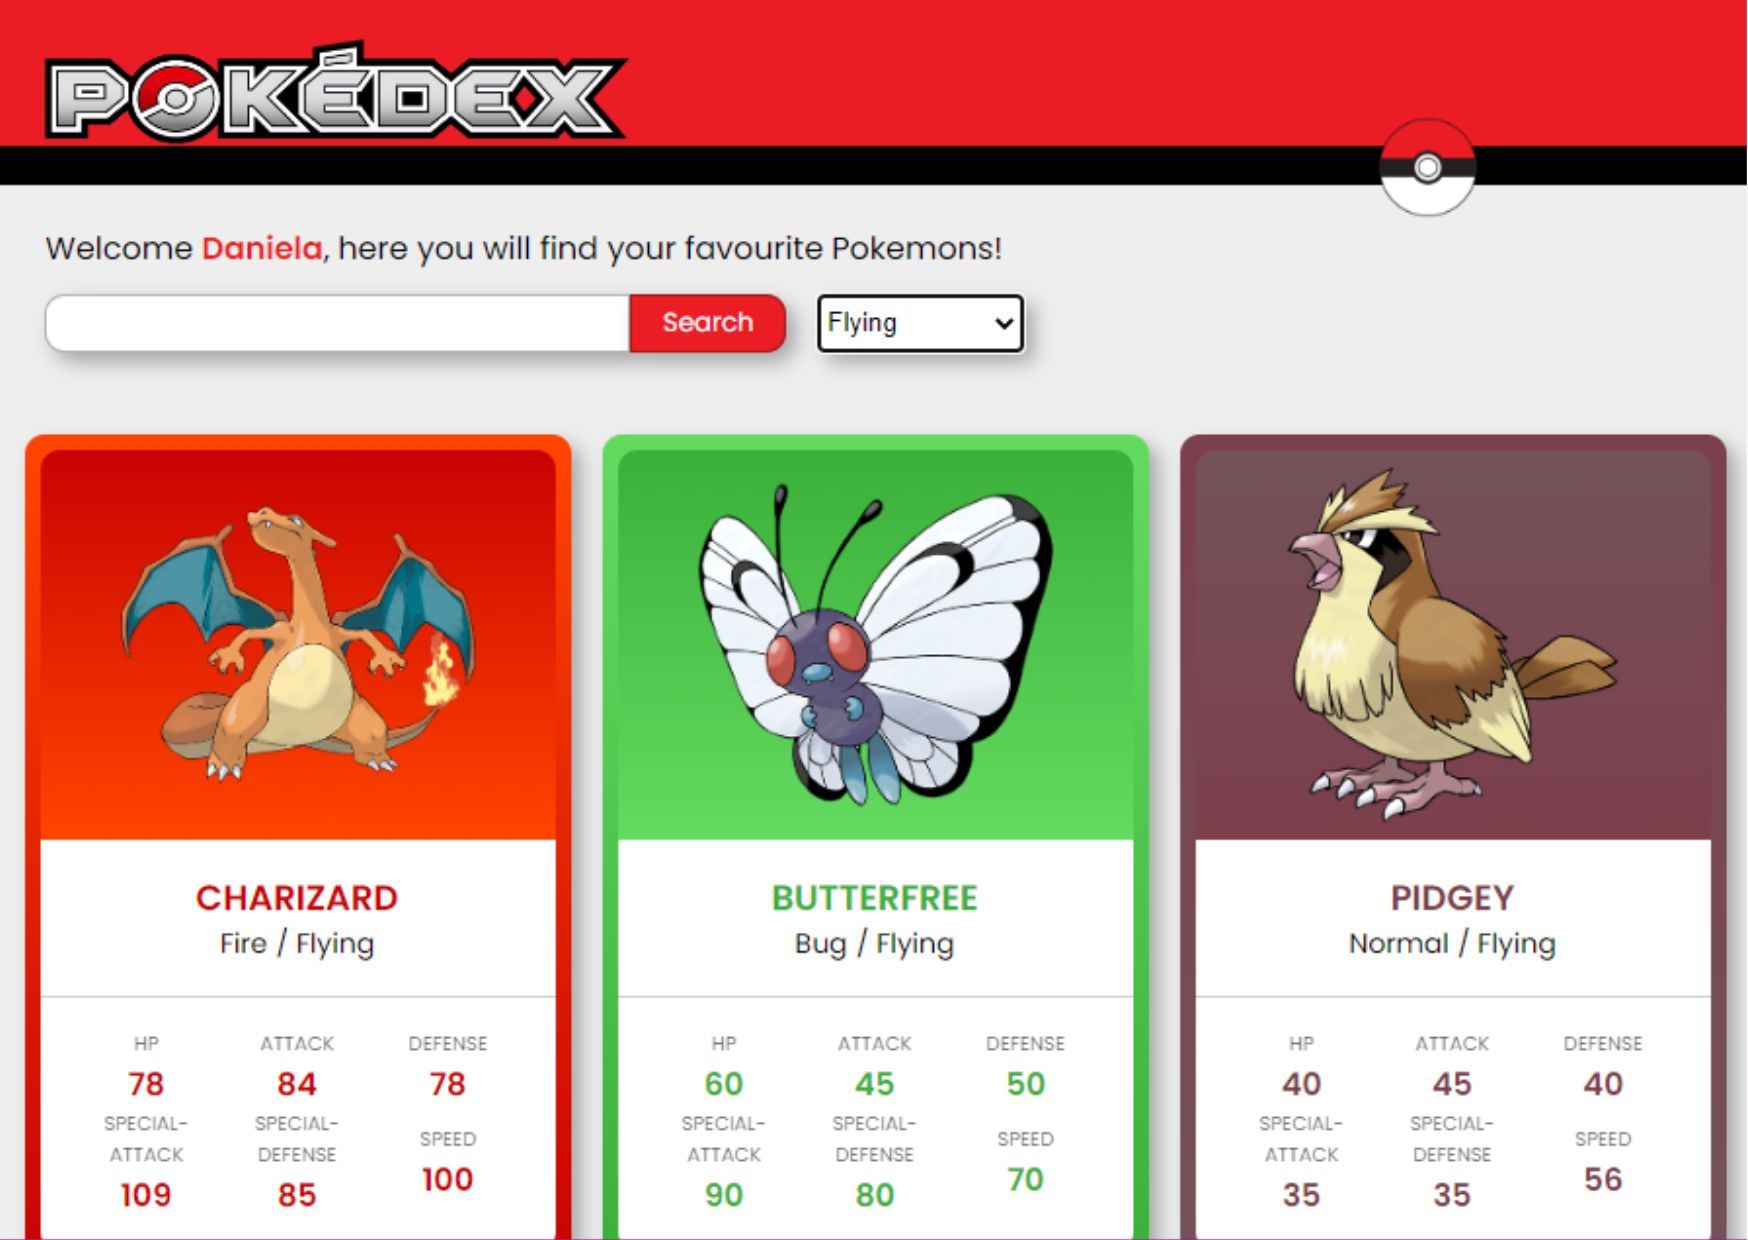 POKÉDEX
Welcome Daniela, here you will find your favourite Pokemons!
Search
Flying
CHARIZARD
Fire / Flying
HP
78
ATTACK
84
DEFENSE
78
SPECIAL-
ATTACK
109
SPECIAL-
DEFENSE
85
SPEED
100
BUTTERFREE
Bug / Flying
HP
60
ATTACK
45
DEFENSE
50
SPECIAL-
ATTACK
90
SPECIAL-
DEFENSE
80
SPEED
70
PIDGEY
Normal / Flying
HP
40
ATTACK
45
DEFENSE
40
SPECIAL-
ATTACK
35
SPECIAL-
DEFENSE
35
SPEED
56